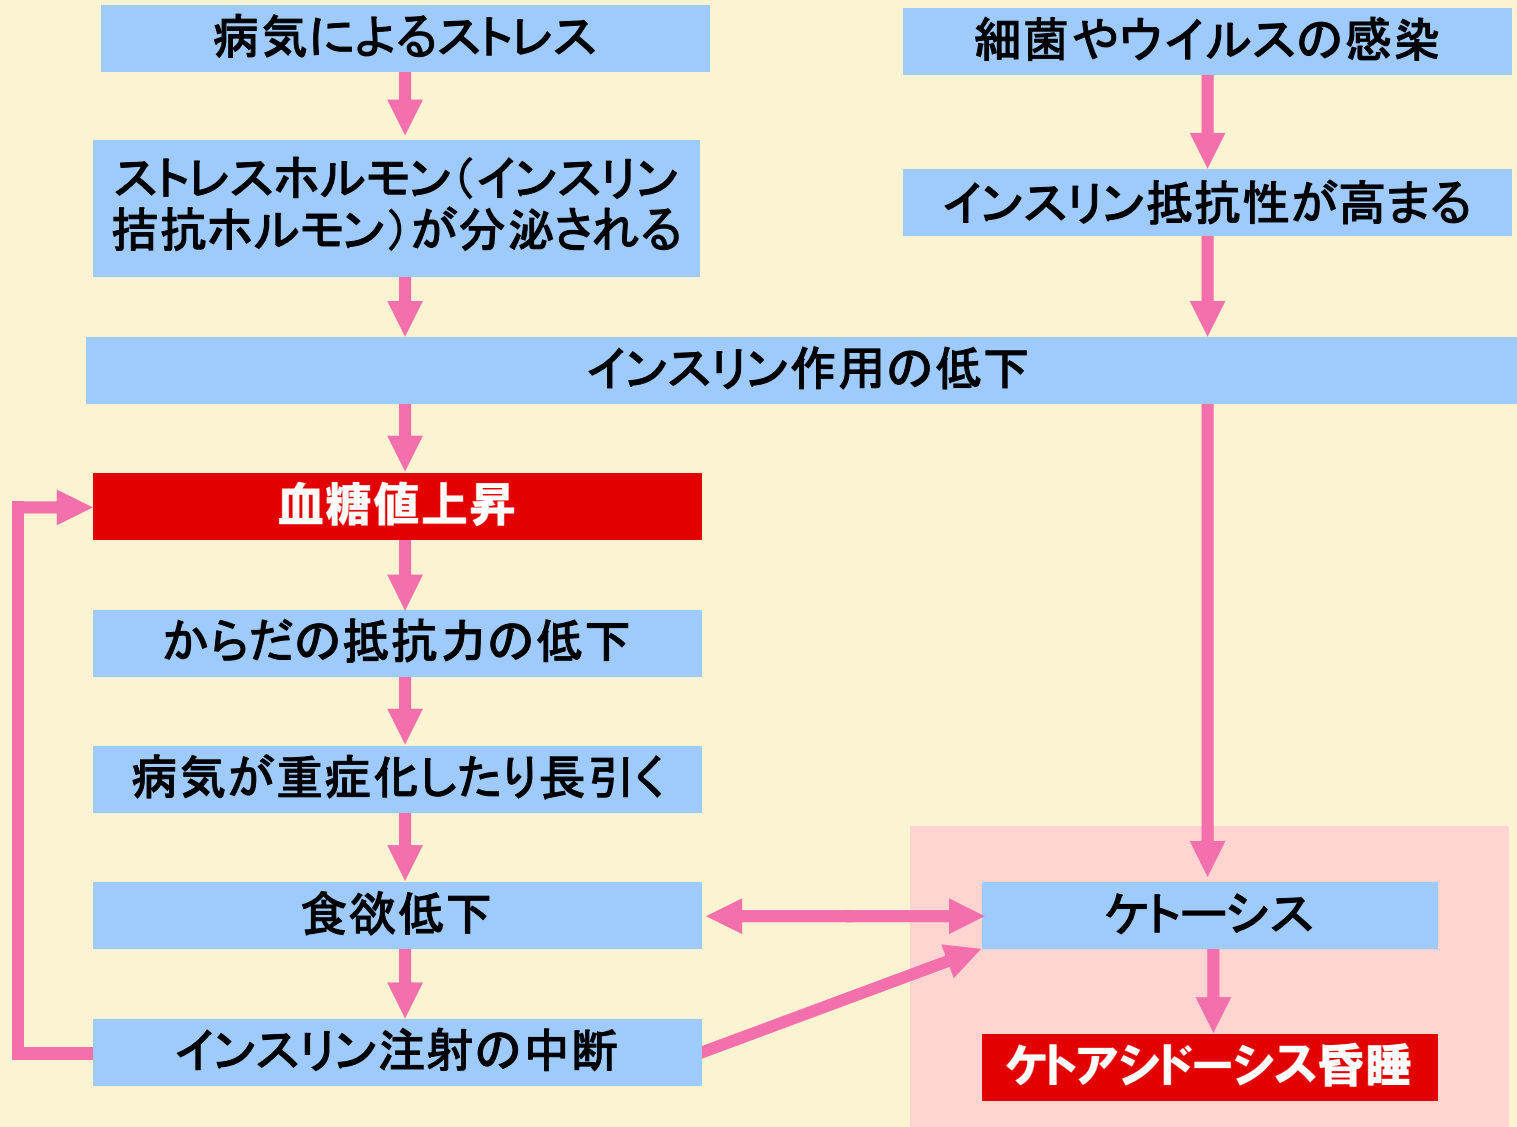 病気によるストレス
細菌やウイルスの感染
ストレスホルモン(インスリン
拮抗ホルモン)が分泌される
インスリン抵抗性が高まる
インスリン作用の低下
血糖値上昇
からだの抵抗力の低下
病気が重症化したり長引く
食欲低下
ケトーシス
インスリン注射の中断
ケトアシドーシス昏睡